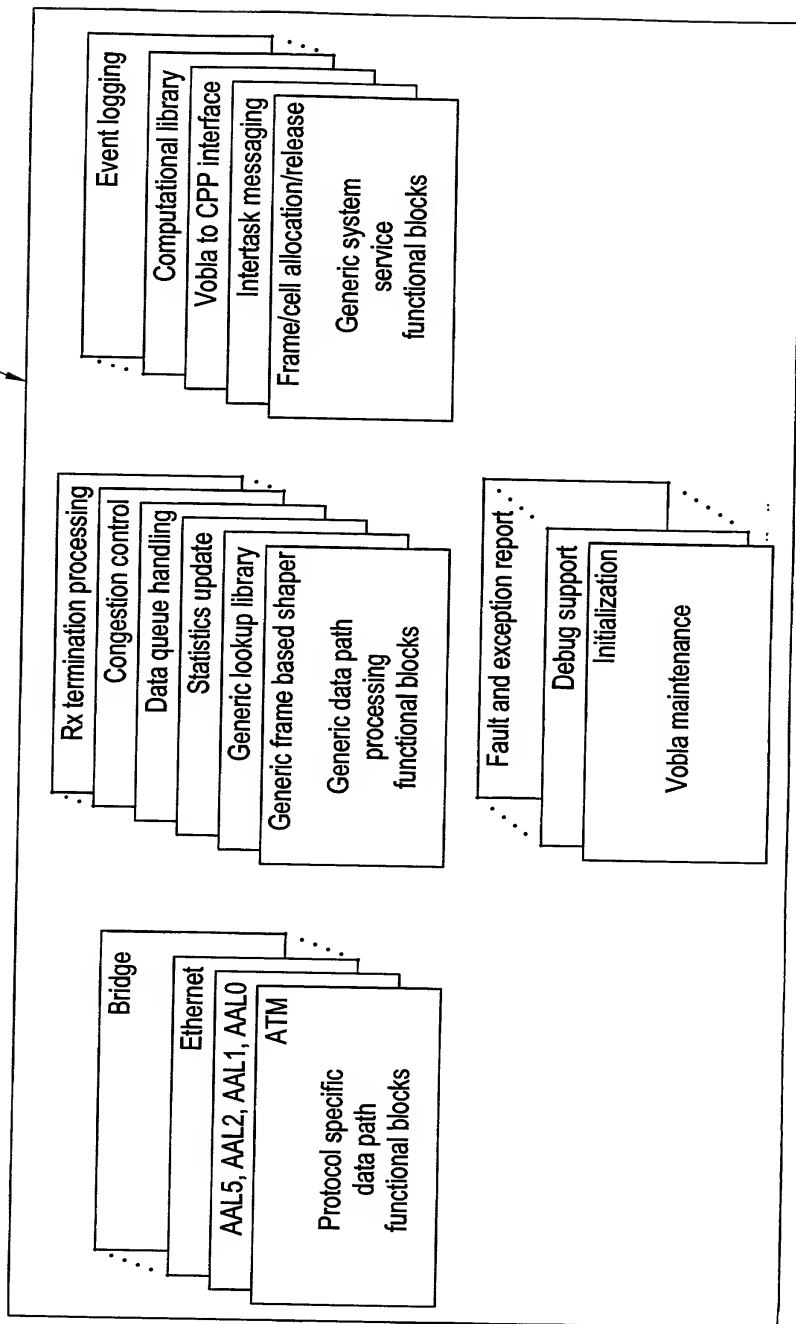 Bridge
Ethernet
AAL5, AAL2, AAL1, AAL0
ATM
Protocol specific
data path
functional blocks
Rx termination processing
Congestion control
Data queue handling
Statistics update
Generic lookup library
Generic frame based shaper
Generic data path
processing
functional blocks
Event logging
Computational library
Vobla to CPP interface
Intertask messaging
Frame/cell allocation/release
Generic system
service
functional blocks
Fault and exception report
Debug support
Initialization
Vobla maintenance